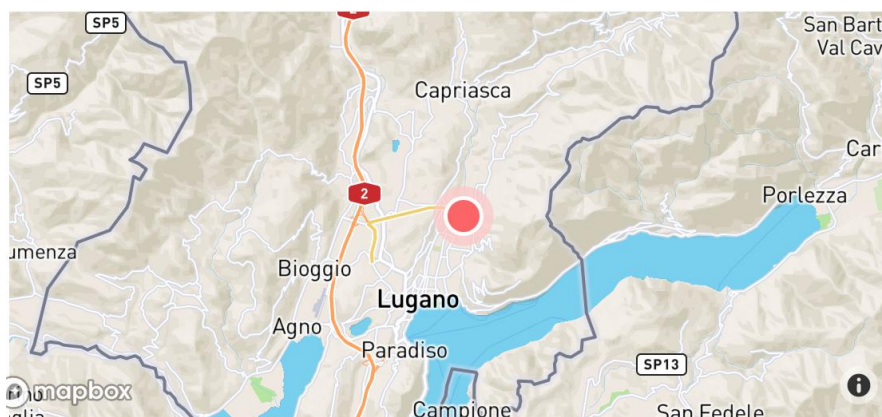 SP5
San Bart
Val Cav
SP5
Capriasca
Car
2
Porlezza
umenza
Bioggio
Lugano
Agno
Paradiso
SP13
mapbox
Campione
San Fedele